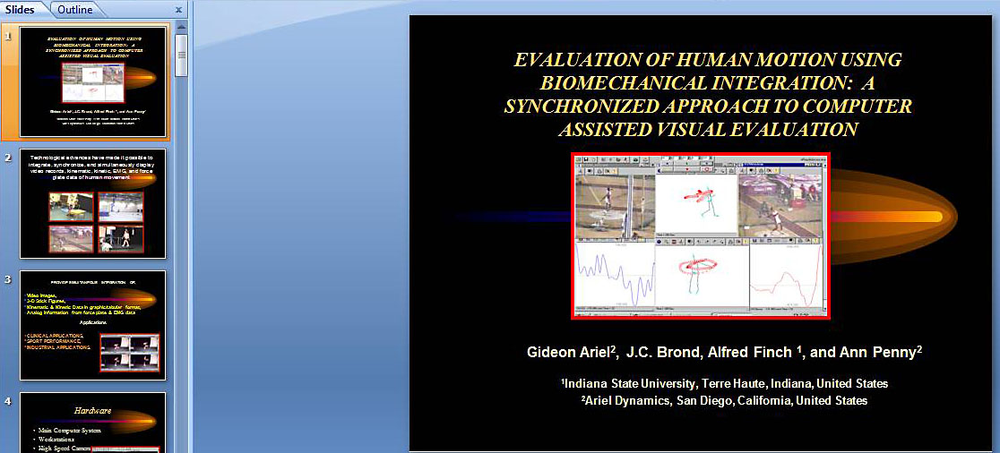 Slides
Outline
x
1
EVALUATION OF HUMAN MOTION USING
BIOMECHANICAL INTEGRATION: A
SYNCHRONIZED APPROACH TO COMPUTER
ASSISTED VISUAL EVALUATION
Gideon Ariel², J.C. Brond, Alfred Finch ¹, and Ann Penny²
2
Technological advances have made it possible to
integrate, synchronize, and simultaneously display
video records, kinematic, kinetic, EMG, and force
plate data of human movement
3
PROVIDE SIMULTANEOUS INTEGRATION OF
* Video Images,
* 3-D Stick Figures,
* Kinematic & Kinetic Data in graphic/tabular format,
Analog Information from force plate & EMG data
Applications
* CLINICAL APPLICATIONS,
* SPORT PERFORMANCE,
* INDUSTRIAL APPLICATIONS.
4
Hardware
• Main Computer System
• Workstations
• High Speed Camera
EVALUATION OF HUMAN MOTION USING
BIOMECHANICAL INTEGRATION: A
SYNCHRONIZED APPROACH TO COMPUTER
ASSISTED VISUAL EVALUATION
Gideon Ariel², J.C. Brond, Alfred Finch ¹, and Ann Penny²
¹Indiana State University, Terre Haute, Indiana, United States
²Ariel Dynamics, San Diego, California, United States